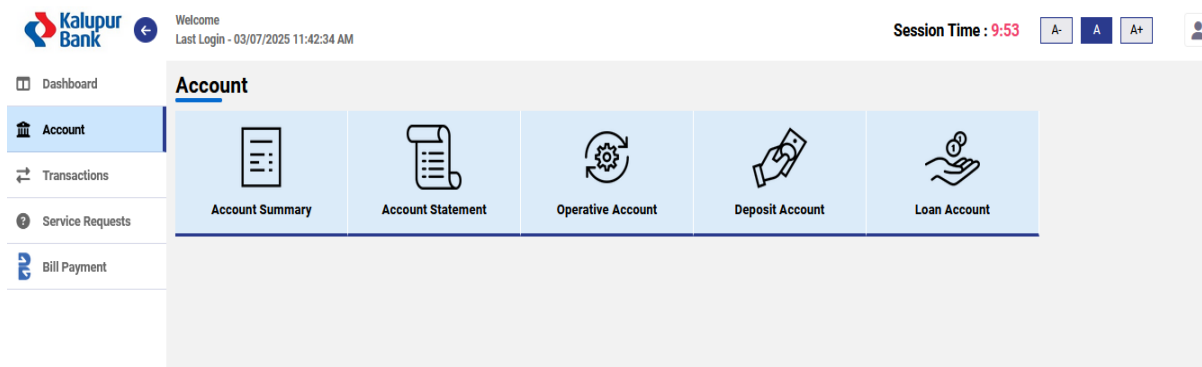 Kalupur
Bank
Welcome
Last Login - 03/07/2025 11:42:34 AM
Session Time : 9:53
A-
A
A+
Dashboard
Account
Transactions
Service Requests
Bill Payment
Account
Account Summary
Account Statement
Operative Account
Deposit Account
Loan Account